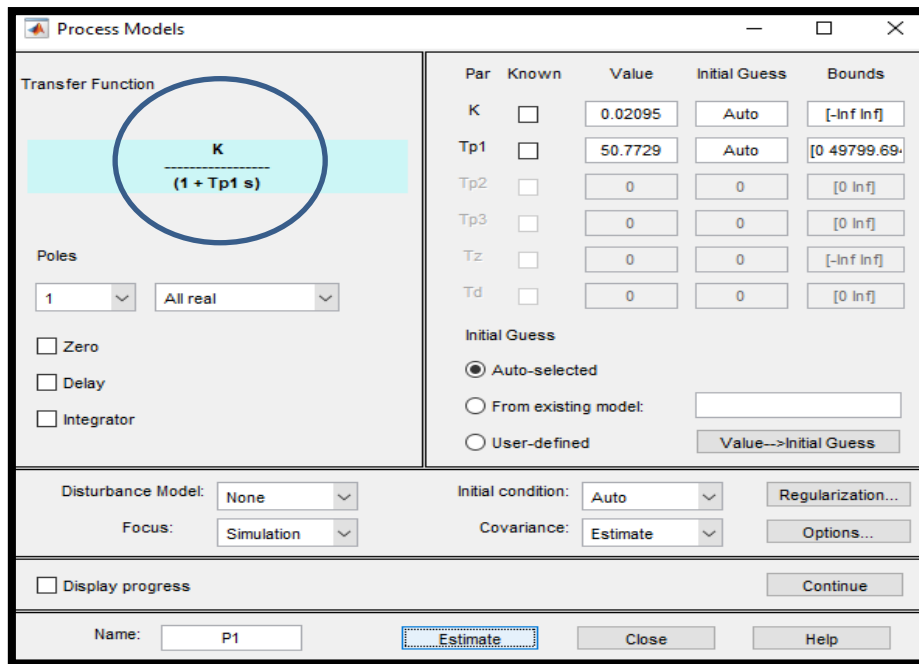 Process Models
Transfer Function
K
(1 + Tp1 s)
Poles
1 All real
Zero
Delay
Integrator
Par Known Value Initial Guess Bounds
K 0.02095 Auto [-Inf Inf]
Tp1 50.7729 Auto [0 49799.694
Tp2 0 0 [0 Inf]
Tp3 0 0 [0 Inf]
Tz 0 0 [-Inf Inf]
Td 0 0 [0 Inf]
Initial Guess
Auto-selected
From existing model:
User-defined Value-->Initial Guess
Disturbance Model: None Initial condition: Auto Regularization...
Focus: Simulation Covariance: Estimate Options...
Display progress Continue
Name: P1 Estimate Close Help